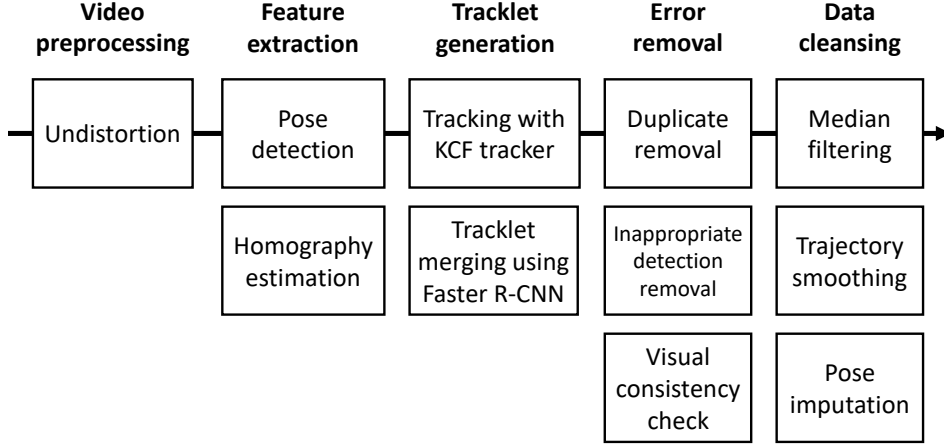 Video
preprocessing
Feature
extraction
Tracklet
generation
Error
removal
Data
cleansing
Undistortion
Pose
detection
Tracking with
KCF tracker
Duplicate
removal
Median
filtering
Homography
estimation
Tracklet
merging using
Faster R-CNN
Inappropriate
detection
removal
Trajectory
smoothing
Visual
consistency
check
Pose
imputation